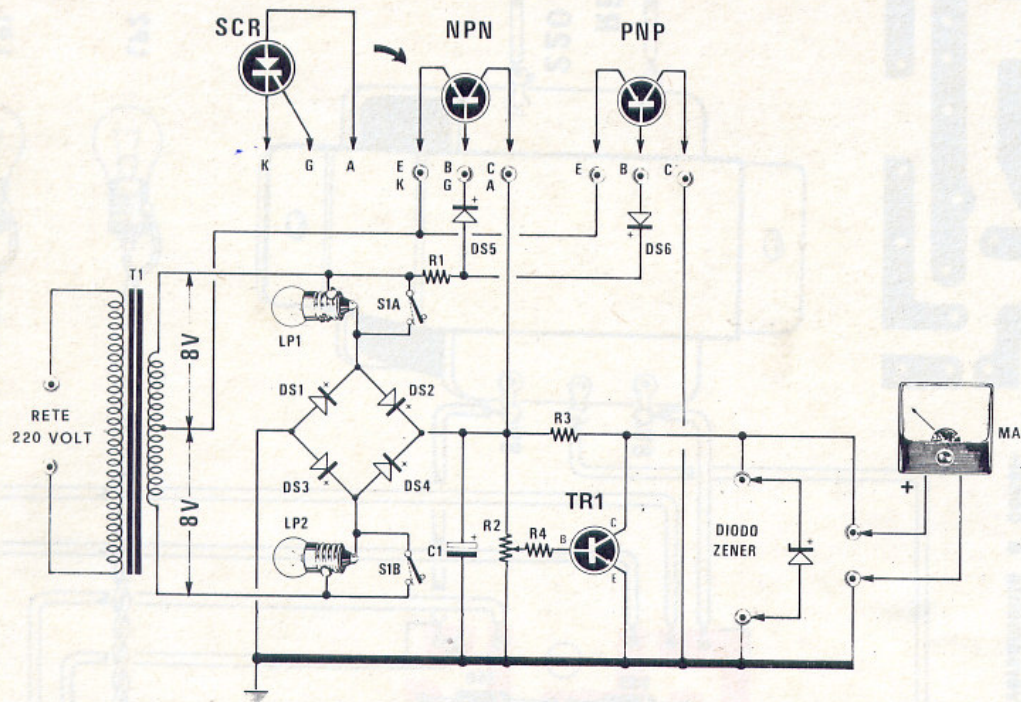 SCR
NPN
PNP
K G A
E K
B G
C A
E B C
+
DS5
+
DS6
R1
T1
S1A
8V
LP1
DS1
DS2
RETE
220 VOLT
R3
MA
8V
DS3
DS4
+
LP2
TR1
C
R2
R4
B
DIODO
ZENER
C1
+
S1B
E